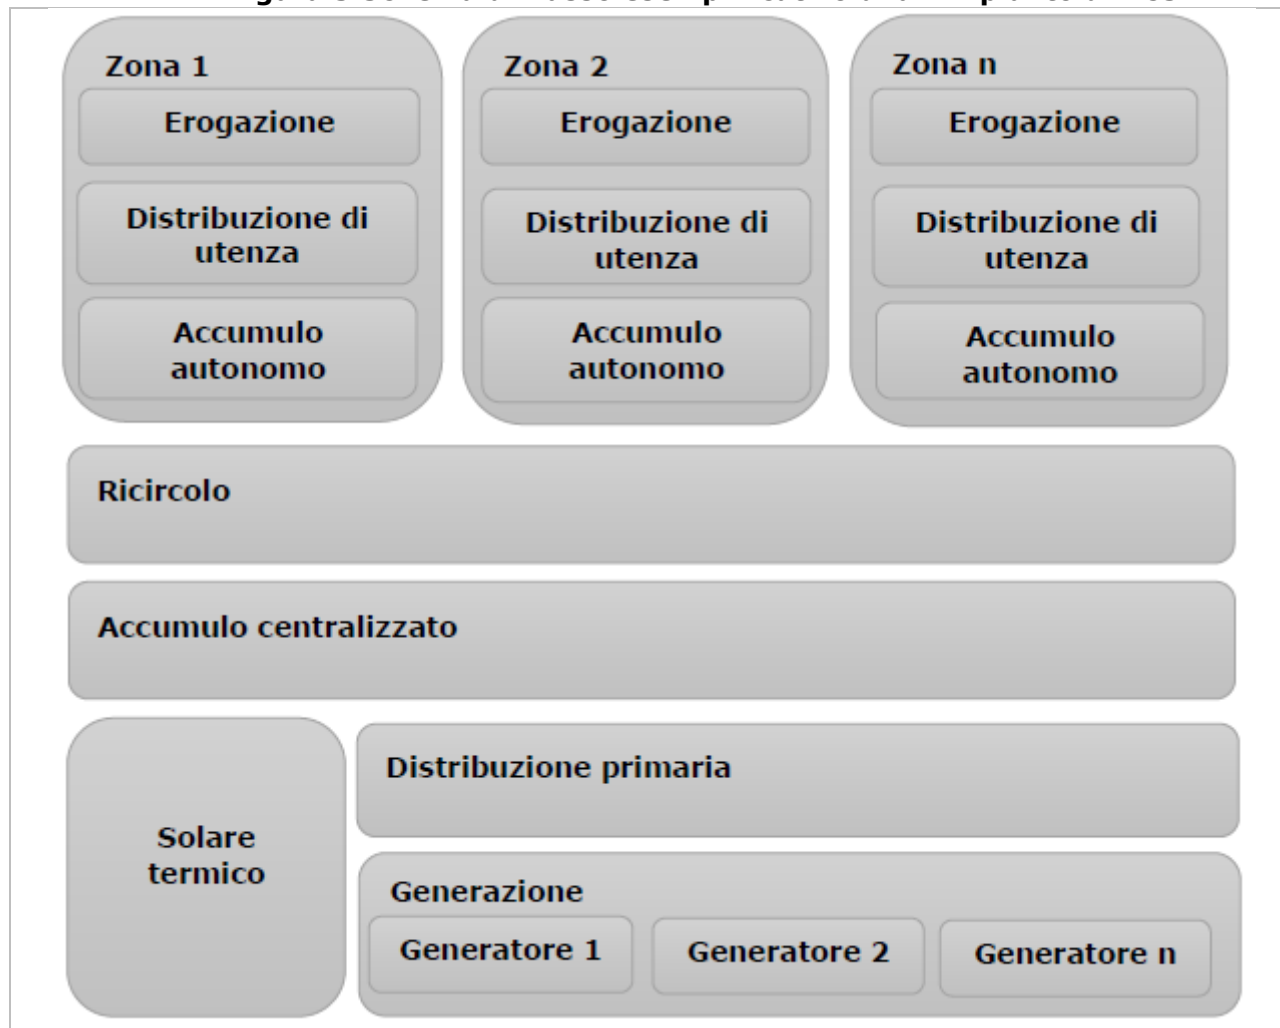 Zona 1
Erogazione
Distribuzione di
utenza
Accumulo
autonomo
Zona 2
Erogazione
Distribuzione di
utenza
Accumulo
autonomo
Zona n
Erogazione
Distribuzione di
utenza
Accumulo
autonomo
Ricircolo
Accumulo centralizzato
Solare
termico
Distribuzione primaria
Generazione
Generatore 1
Generatore 2
Generatore n